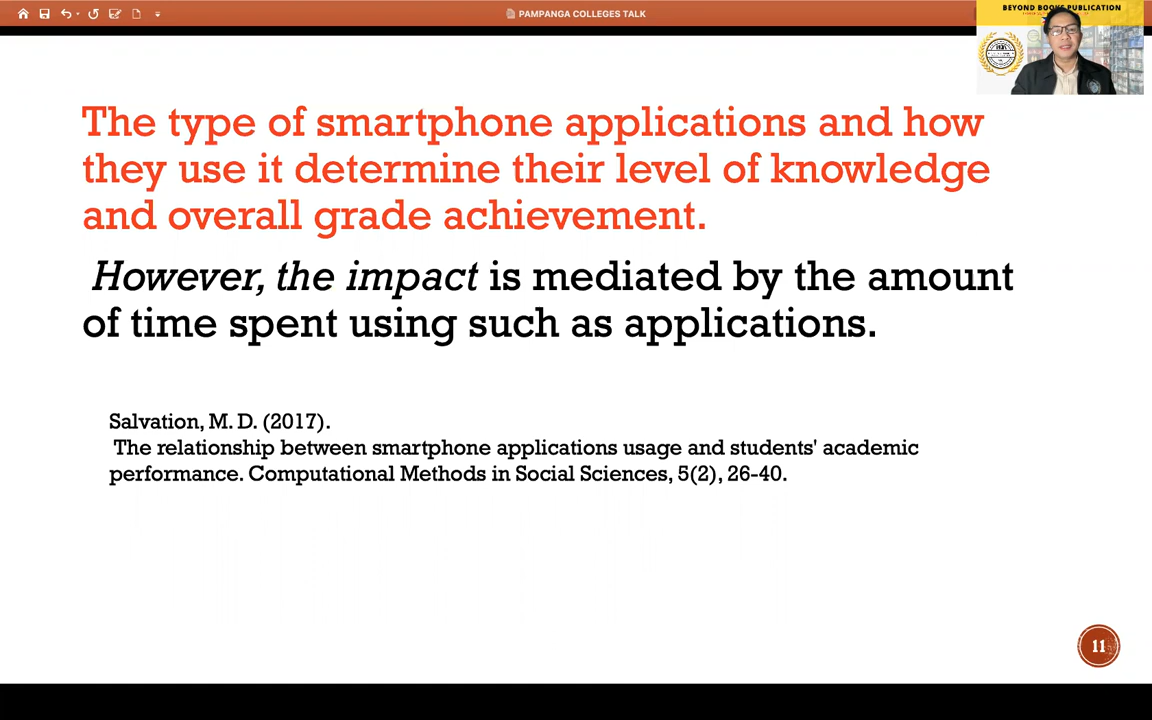 PAMPANGA COLLEGES TALK
BEYOND BOOKS PUBLICATION
The type of smartphone applications and how
they use it determine their level of knowledge
and overall grade achievement.
However, the impact is mediated by the amount
of time spent using such as applications.
Salvation, M. D. (2017).
The relationship between smartphone applications usage and students' academic
performance. Computational Methods in Social Sciences, 5(2), 26-40.
11